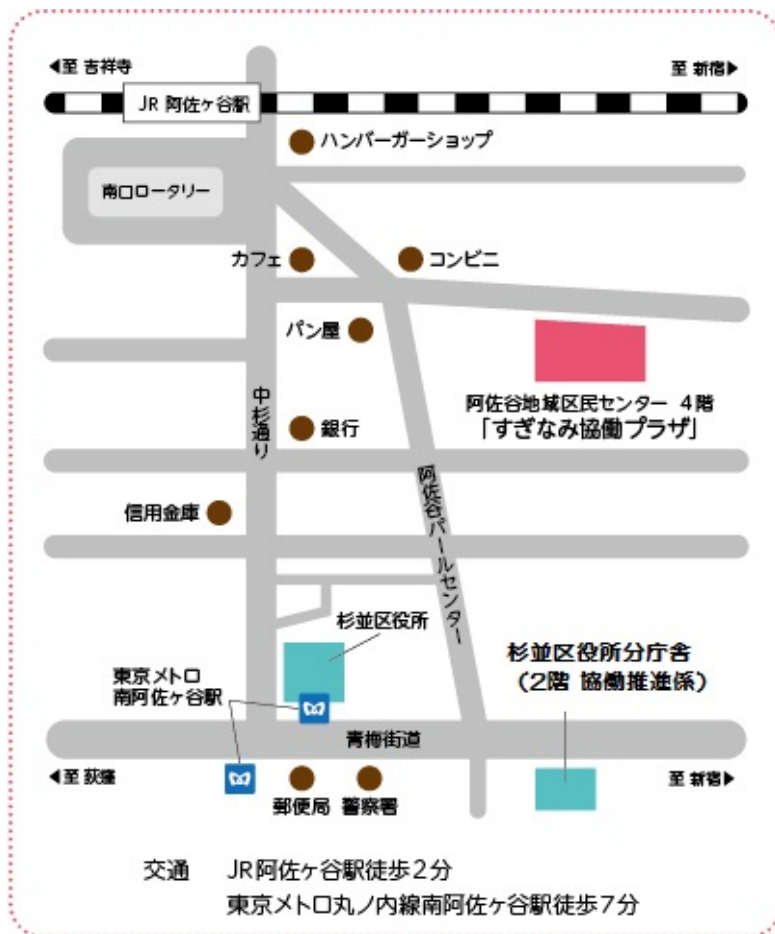 ◀至 吉祥寺
至 新宿▶
JR 阿佐ヶ谷駅
ハンバーガーショップ
南口ロータリー
カフェ
コンビニ
パン屋
阿佐谷地域区民センター 4階
「すぎなみ協働プラザ」
中杉通り
銀行
阿佐谷パールセンター
信用金庫
杉並区役所
杉並区役所分庁舎
(2階 協働推進係)
東京メトロ
南阿佐ヶ谷駅
青梅街道
◀至 荻窪
郵便局
警察署
至 新宿▶
交通 JR阿佐ヶ谷駅徒歩2分
東京メトロ丸ノ内線南阿佐ヶ谷駅徒歩7分